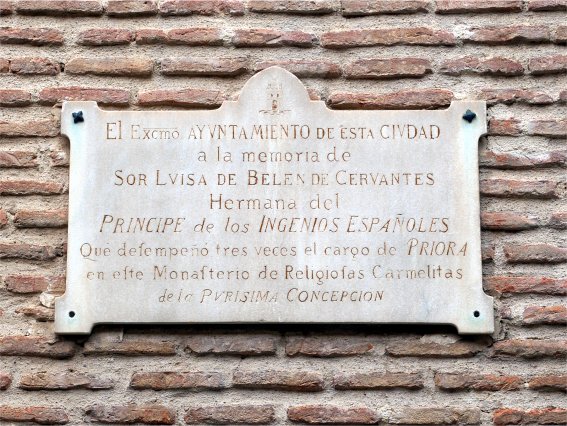 El Excmo AYVNTAMIENTO DE ESTA CIVDAD
a la memoria de
SOR LVISA DE BELEN DE CERVANTES
Hermana del
PRINCIPE de los INGENIOS ESPAÑOLES
Que deſempeño tres veces el cargo de PRIORA
en eſte Monaſterio de Religioſas Carmelitas
de la PVRISIMA CONCEPCION